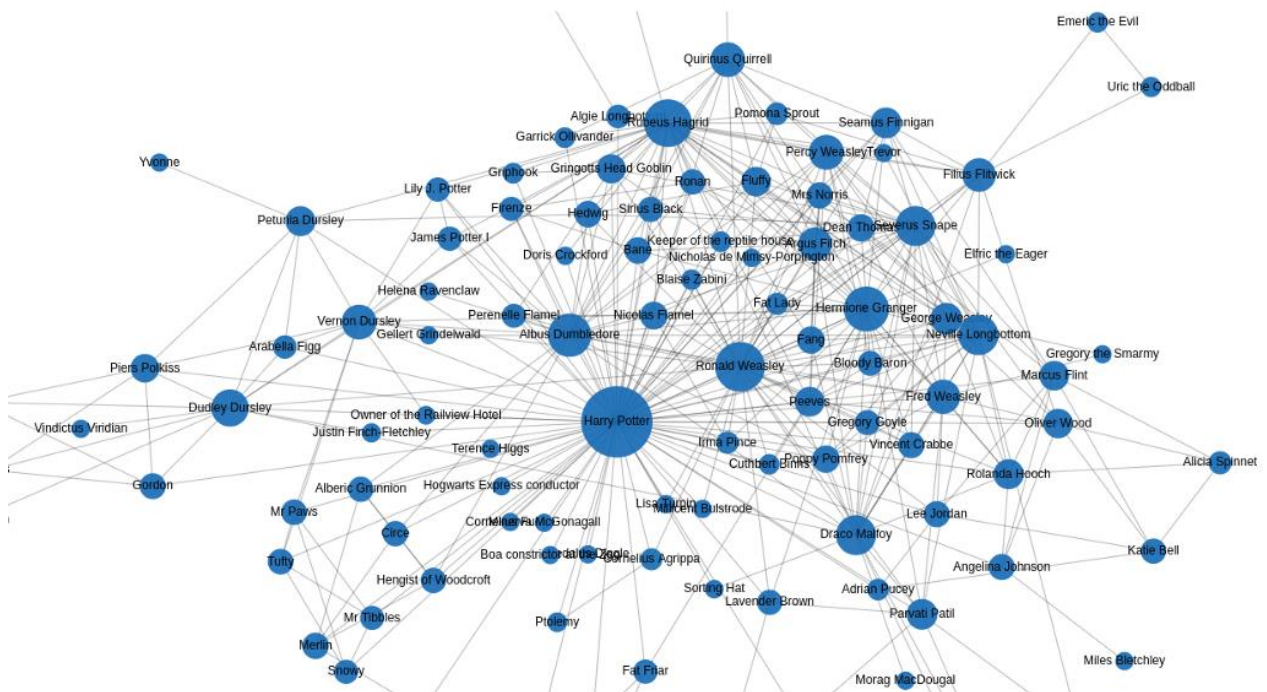 Emeric the Evil
Quirinus Quirrell
Uric the Oddball
Algie Longbot
Rubeus Hagrid
Pomona Sprout
Seamus Finnigan
Garrick Ollivander
Percy Weasley
Trevor
Yvonne
Gringotts Head Goblin
Griphook
Filius Flitwick
Lily J. Potter
Ronan
Fluffy
Mrs Norris
Firenze
Hedwig
Sirius Black
Petunia Dursley
Dean Thomas
Severus Snape
James Potter I
Keeper of the reptile house
Argus Filch
Doris Crockford
Bane
Nicholas de Mimsy-Porpington
Elfric the Eager
Blaise Zabini
Helena Ravenclaw
Fat Lady
Hermione Granger
Vernon Dursley
Perenelle Flamel
Nicolas Flamel
George Weasley
Gellert Grindelwald
Albus Dumbledore
Neville Longbottom
Arabella Figg
Fang
Gregory the Smarmy
Piers Polkiss
Ronald Weasley
Bloody Baron
Marcus Flint
Dudley Dursley
Peeves
Fred Weasley
Owner of the Railview Hotel
Harry Potter
Gregory Goyle
Oliver Wood
Vindictus Viridian
Justin Finch-Fletchley
Terence Higgs
Irma Pince
Vincent Crabbe
Cuthbert Binns
Poppy Pomfrey
Alicia Spinnet
Rolanda Hooch
Gordon
Alberic Grunnion
Hogwarts Express conductor
Lisa Turpin
Mr Paws
Milicent Bulstrode
Lee Jordan
Minerva McGonagall
Circe
Draco Malfoy
Katie Bell
Tufty
Boa constrictor at the Zoo
Cornelius Agrippa
Angelina Johnson
Hengist of Woodcroft
Sorting Hat
Adrian Pucey
Lavender Brown
Mr Tibbles
Ptolemy
Parvati Patil
Merlin
Snowy
Fat Friar
Miles Bletchley
Morag MacDougal